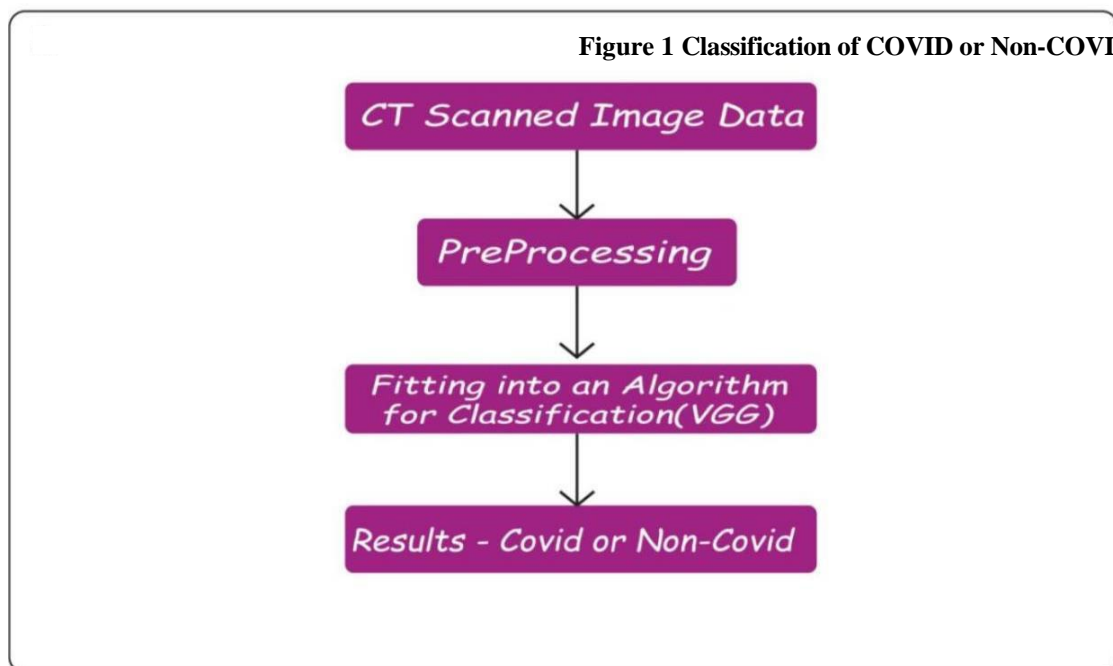 Figure 1 Classification of COVID or Non-COVI
CT Scanned Image Data
PreProcessing
Fitting into an Algorithm
for Classification(VGG)
Results - Covid or Non-Covid